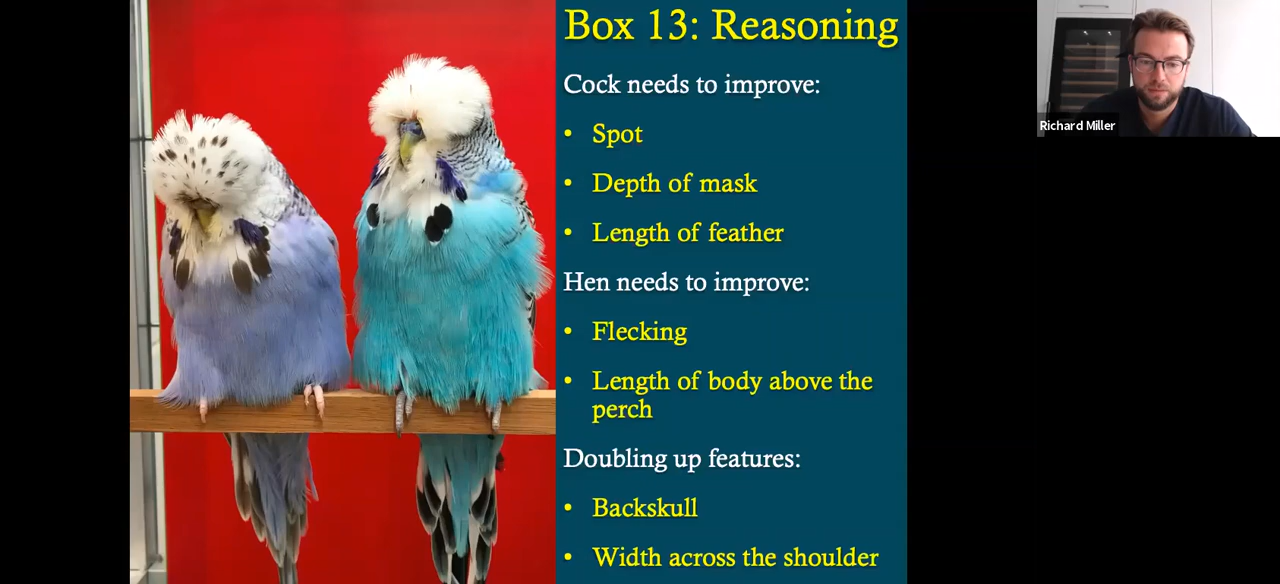 Box 13: Reasoning
Cock needs to improve:
• Spot
• Depth of mask
• Length of feather
Hen needs to improve:
• Flecking
• Length of body above the
perch
Doubling up features:
• Backskull
• Width across the shoulder
Richard Miller